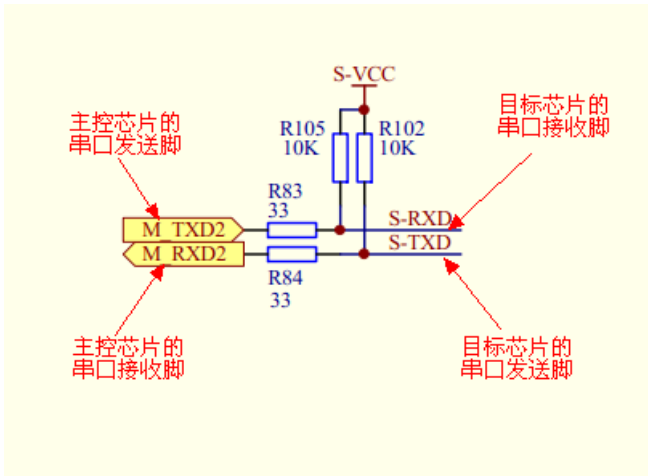 S-VCC
主控芯片的
串口发送脚
目标芯片的
串口接收脚
R105
10K
R102
10K
R83
33
M_TXD2
S-RXD
M_RXD2
S-TXD
R84
33
主控芯片的
串口接收脚
目标芯片的
串口发送脚